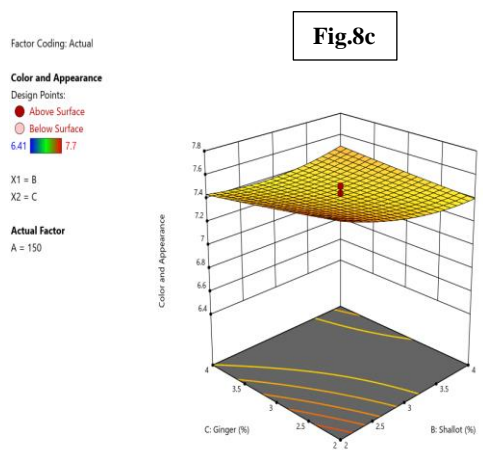 Fig.8c
Factor Coding: Actual
Color and Appearance
Design Points:
Above Surface
Below Surface
6.41 7.7
X1 = B
X2 = C
Actual Factor
A = 150
Color and Appearance
7.8
7.6
7.4
7.2
7
6.8
6.6
6.4
4
3.5
3
2.5
2
2
2.5
3
3.5
4
C: Ginger (%)
B: Shallot (%)